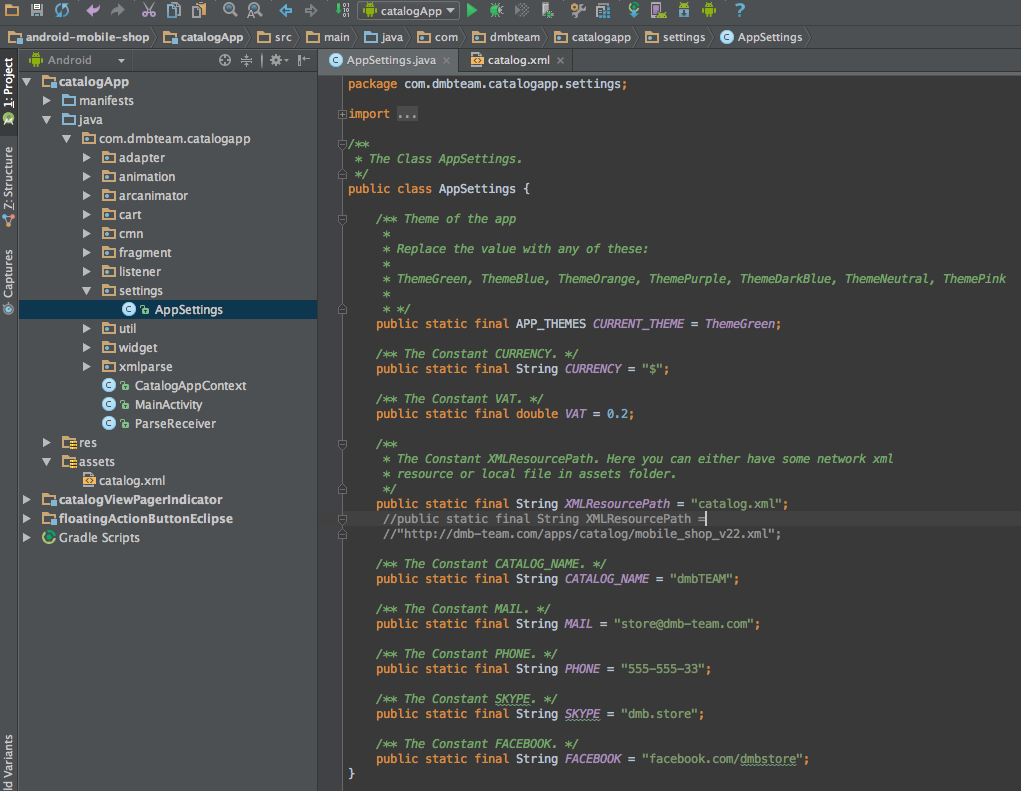 catalogApp
android-mobile-shop catalogApp src main java com dmbteam catalogapp settings AppSettings
1: Project
Z: Structure
Captures
ld Variants
Android
catalogApp
manifests
java
com.dmbteam.catalogapp
adapter
animation
arcanimator
cart
cmn
fragment
listener
settings
AppSettings
util
widget
xmlparse
CatalogAppContext
MainActivity
ParseReceiver
res
assets
catalog.xml
catalogViewPagerIndicator
floatingActionButtonEclipse
Gradle Scripts
AppSettings.java catalog.xml
package com.dmbteam.catalogapp.settings;
import ...
/**
* The Class AppSettings.
*/
public class AppSettings {
/** Theme of the app
*
* Replace the value with any of these:
*
* ThemeGreen, ThemeBlue, ThemeOrange, ThemePurple, ThemeDarkBlue, ThemeNeutral, ThemePink
*
* */
public static final APP_THEMES CURRENT_THEME = ThemeGreen;
/** The Constant CURRENCY. */
public static final String CURRENCY = "$";
/** The Constant VAT. */
public static final double VAT = 0.2;
/**
* The Constant XMLResourcePath. Here you can either have some network xml
* resource or local file in assets folder.
*/
public static final String XMLResourcePath = "catalog.xml";
//public static final String XMLResourcePath =
//"http://dmb-team.com/apps/catalog/mobile_shop_v22.xml";
/** The Constant CATALOG_NAME. */
public static final String CATALOG_NAME = "dmbTEAM";
/** The Constant MAIL. */
public static final String MAIL = "store@dmb-team.com";
/** The Constant PHONE. */
public static final String PHONE = "555-555-33";
/** The Constant SKYPE. */
public static final String SKYPE = "dmb.store";
/** The Constant FACEBOOK. */
public static final String FACEBOOK = "facebook.com/dmbstore";
}